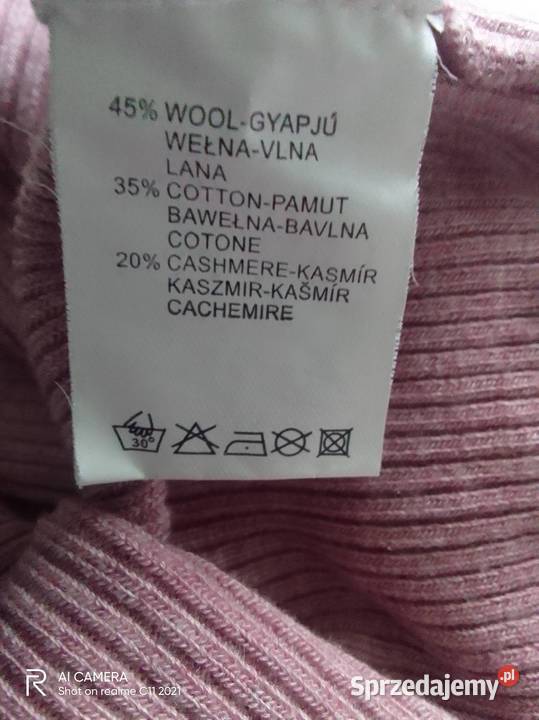 45% WOOL-GYAPJÚ
WEŁNA-VLNA
LANA
35% COTTON-PAMUT
BAWEŁNA-BAVLNA
COTONE
20% CASHMERE-KASMÍR
KASZMIR-KAŠMÍR
CACHEMIRE
30°
R AI CAMERA
Shot on realme C11 2021
Sprzedajemy.pl